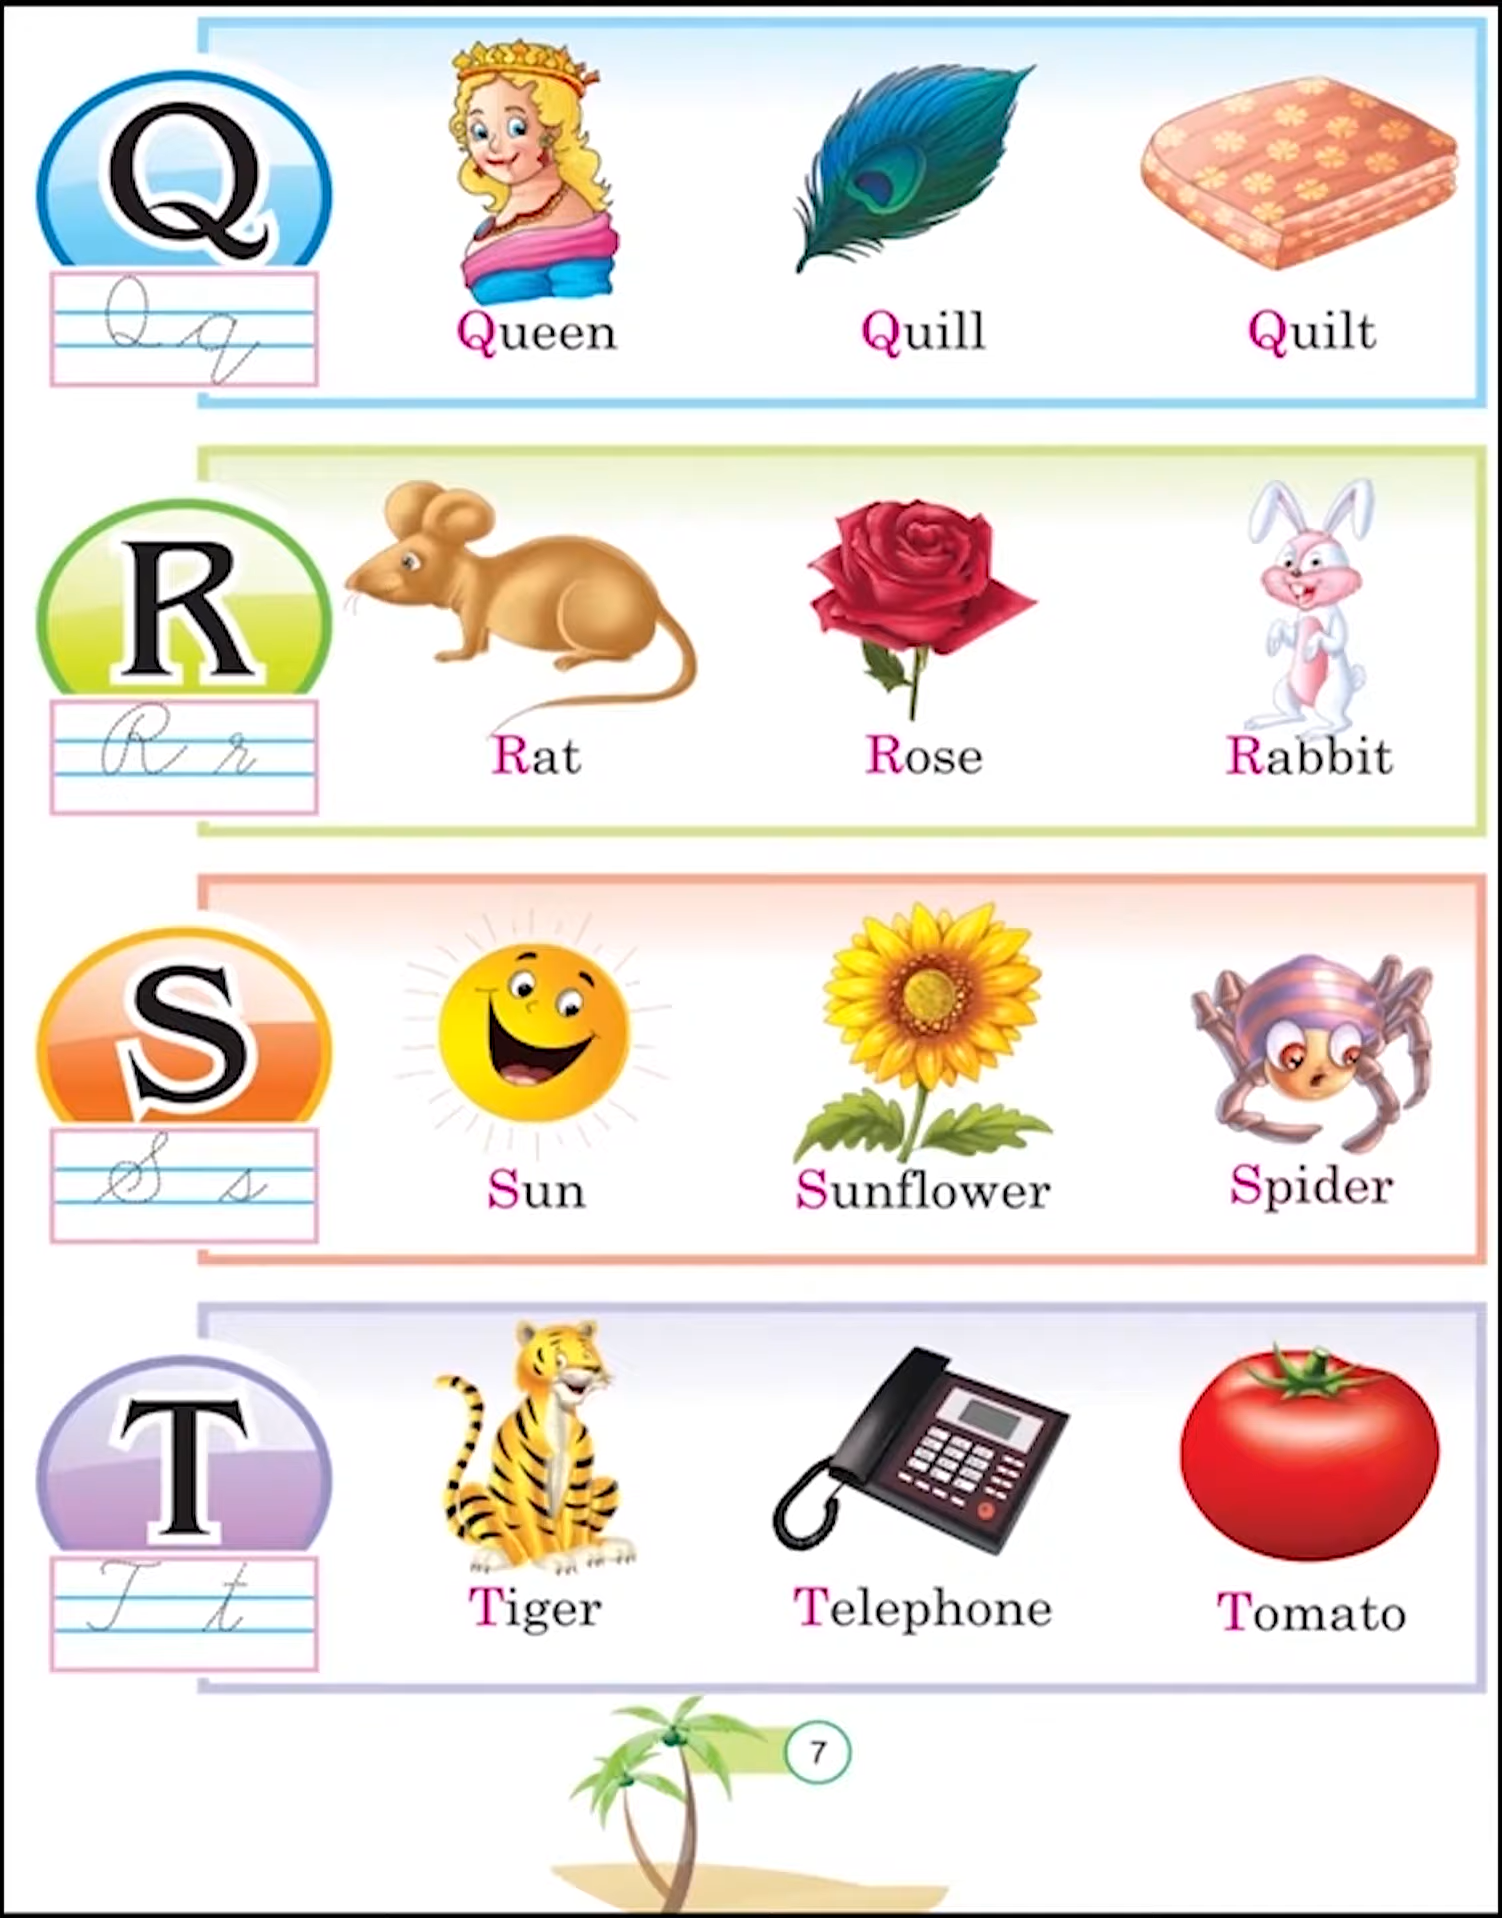 Q
Q q
Queen Quill Quilt
R
R r
Rat Rose Rabbit
S
S s
Sun Sunflower Spider
T
T t
Tiger Telephone Tomato
7